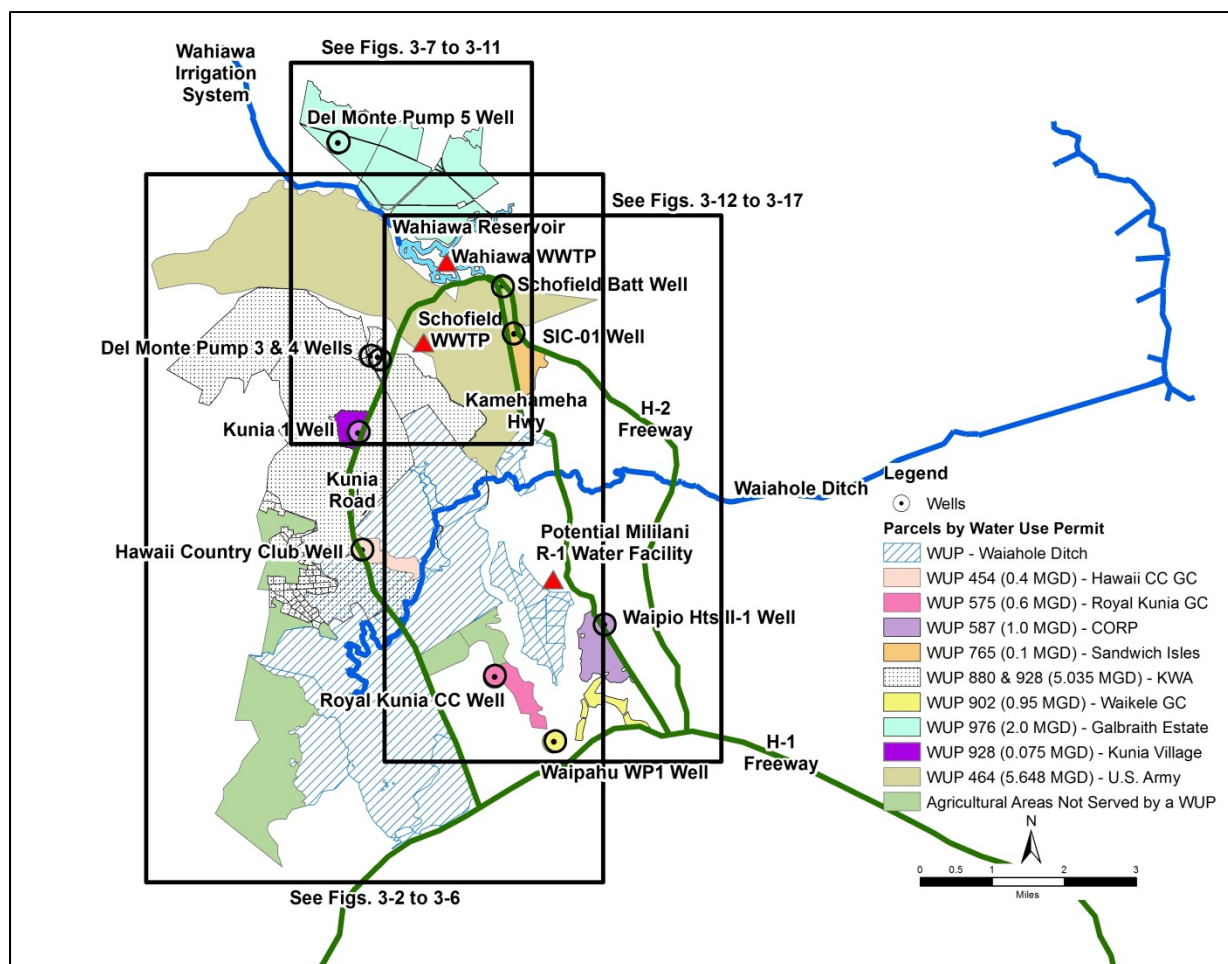 See Figs. 3-7 to 3-11
Wahiawa
Irrigation
System
Del Monte Pump 5 Well
See Figs. 3-12 to 3-17
Wahiawa Reservoir
Wahiawa WWTP
Schofield Batt Well
Schofield
WWTP
SIC-01 Well
Del Monte Pump 3 & 4 Wells
Kamehameha
Hwy
H-2
Freeway
Kunia 1 Well
Kunia
Road
Waiahole Ditch
Potential Mililani
R-1 Water Facility
Hawaii Country Club Well
Waipio Hts II-1 Well
Royal Kunia CC Well
Waipahu WP1 Well
H-1
Freeway
See Figs. 3-2 to 3-6
Legend
Wells
Parcels by Water Use Permit
WUP - Waiahole Ditch
WUP 454 (0.4 MGD) - Hawaii CC GC
WUP 575 (0.6 MGD) - Royal Kunia GC
WUP 587 (1.0 MGD) - CORP
WUP 765 (0.1 MGD) - Sandwich Isles
WUP 880 & 928 (5.035 MGD) - KWA
WUP 902 (0.95 MGD) - Waikele GC
WUP 976 (2.0 MGD) - Galbraith Estate
WUP 928 (0.075 MGD) - Kunia Village
WUP 464 (5.648 MGD) - U.S. Army
Agricultural Areas Not Served by a WUP
N
0 0.5 1 2 3
Miles